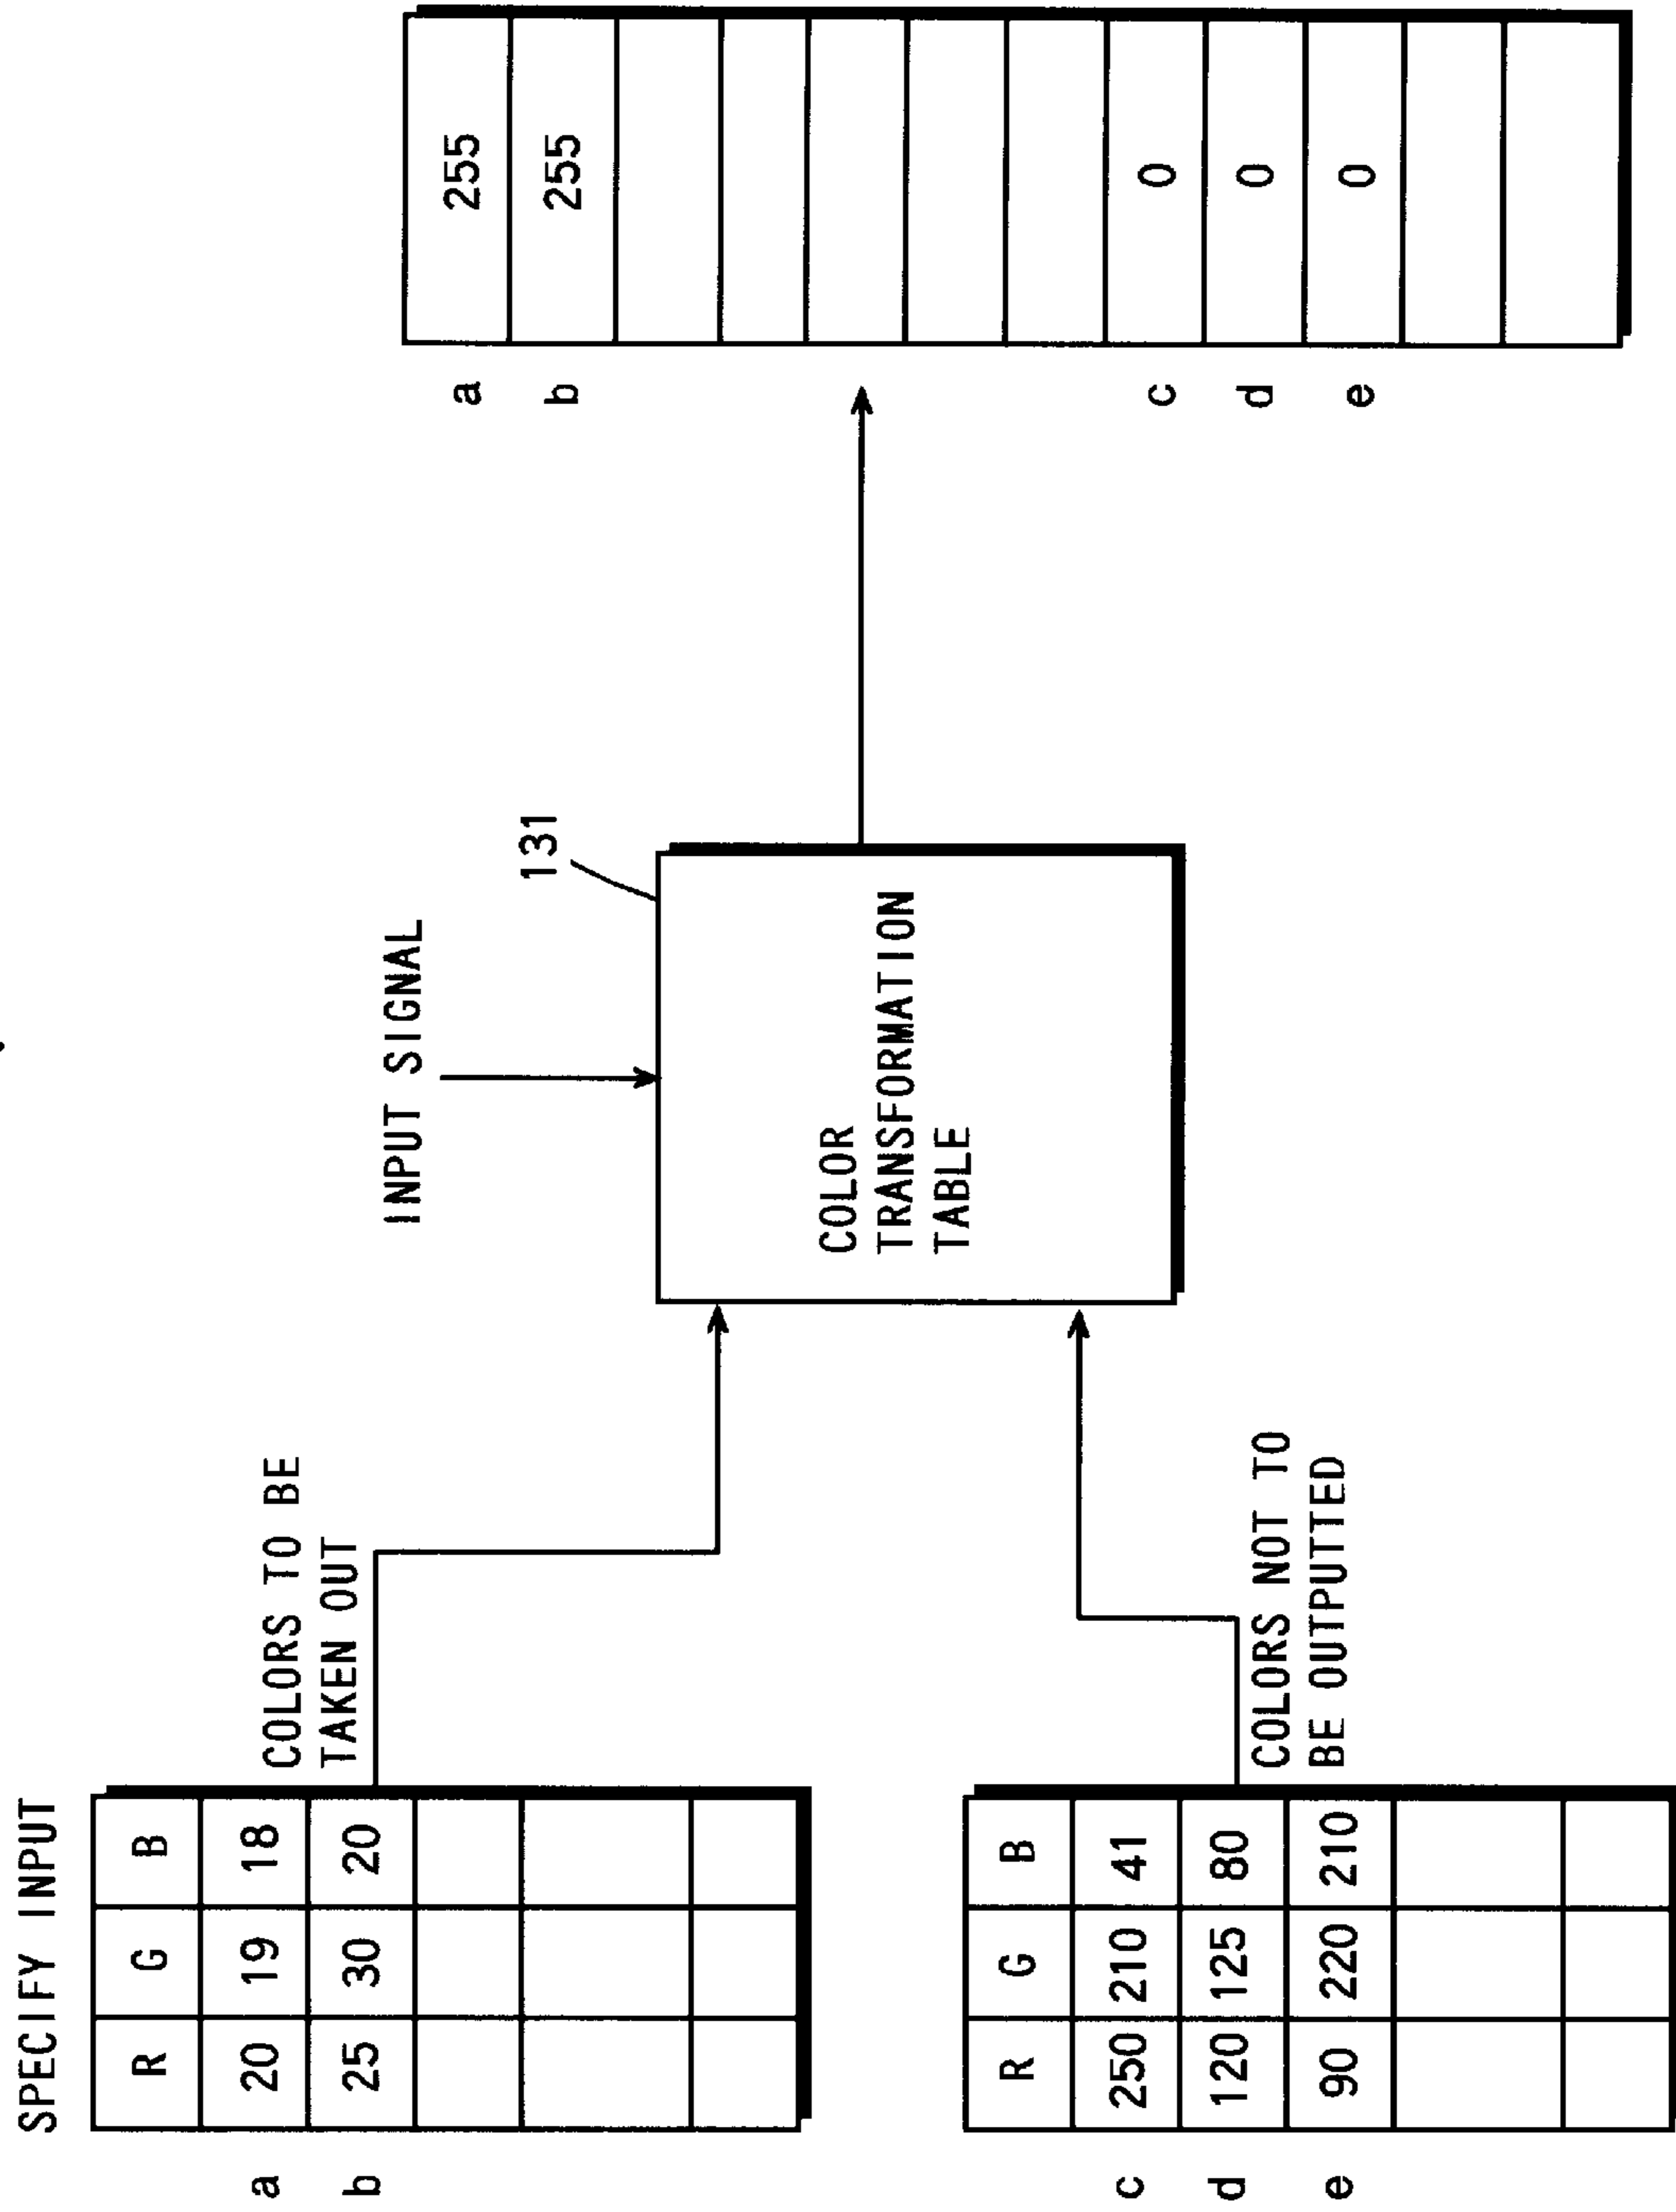 SPECIFY INPUT
R G B
a 20 19 18
b 25 30 20
COLORS TO BE
TAKEN OUT
R G B
c 250 210 41
d 120 125 80
e 90 220 210
COLORS NOT TO
BE OUTPUTTED
INPUT SIGNAL
131
COLOR
TRANSFORMATION
TABLE
a 255
b 255
c 0
d 0
e 0